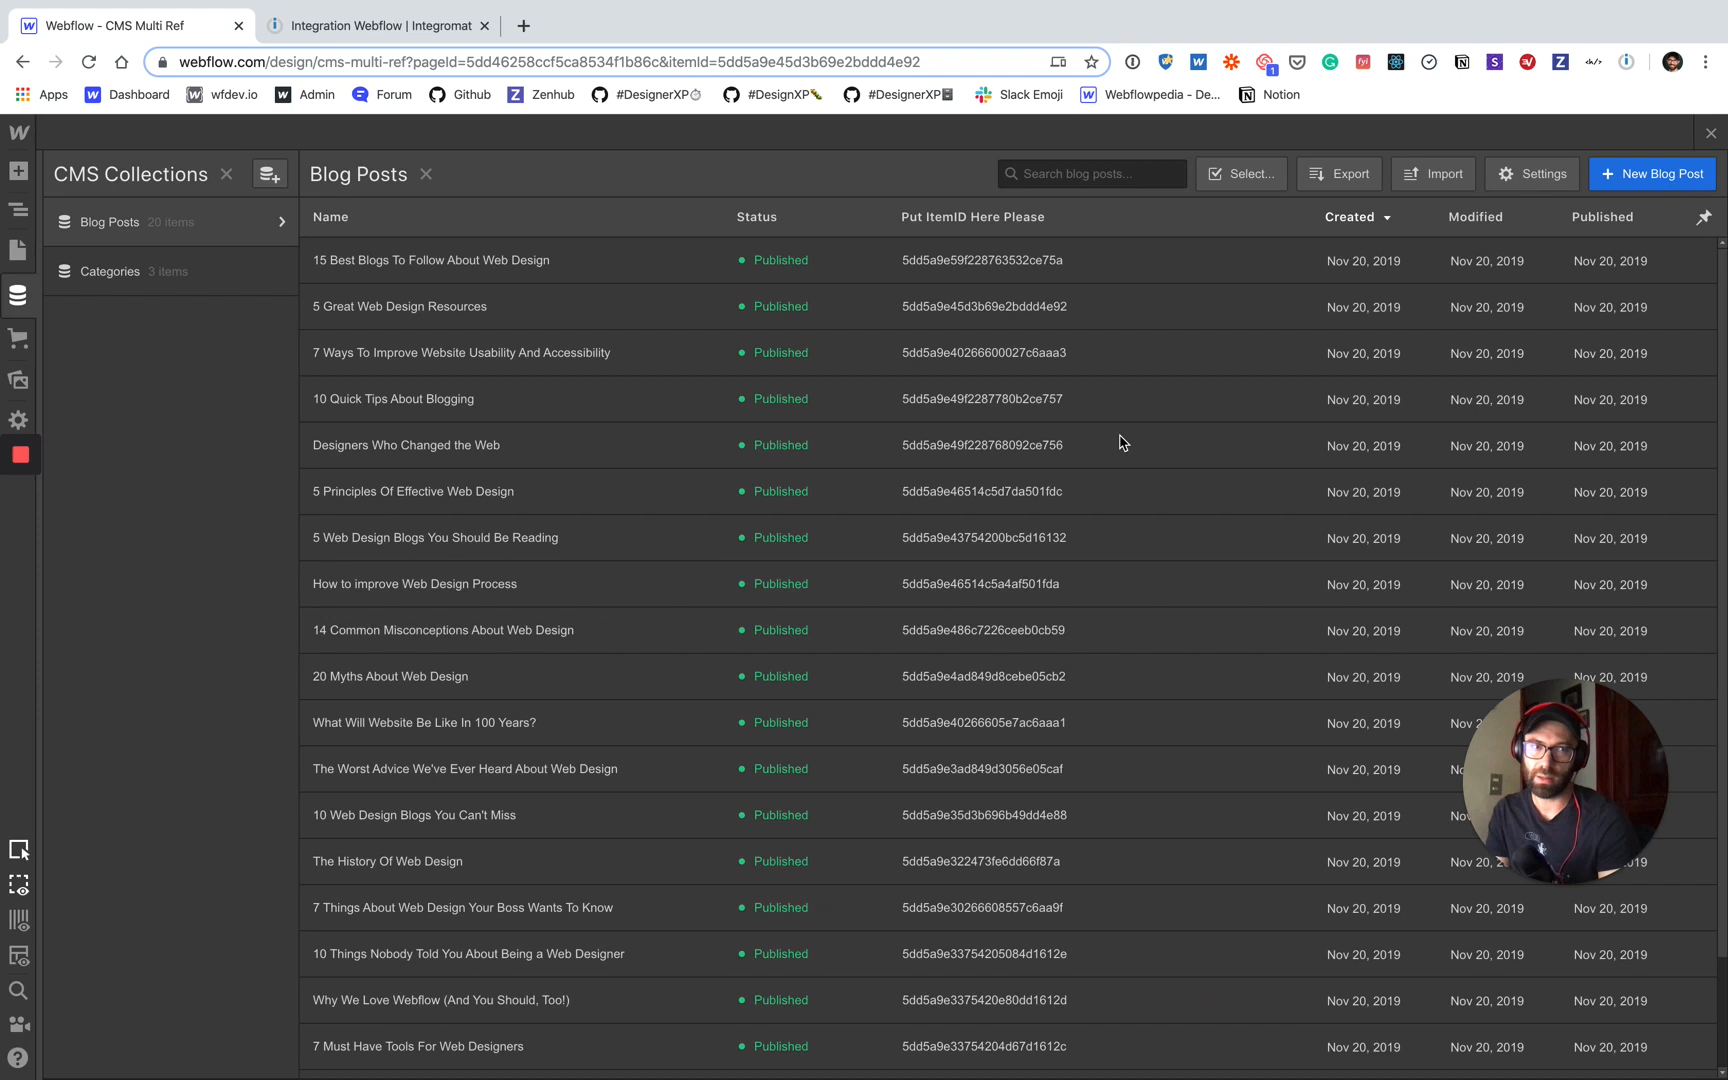 Webflow - CMS Multi Ref
Integration Webflow | Integromat
webflow.com/design/cms-multi-ref?pageId=5dd46258ccf5ca8534f1b86c&itemId=5dd5a9e45d3b69e2bddd4e92
Apps Dashboard wfdev.io Admin Forum Github Zenhub #DesignerXP⏱ #DesignXP🐛 #DesignerXP🗄 Slack Emoji Webflowpedia - De... Notion
CMS Collections
Blog Posts 20 items
Categories 3 items
Blog Posts
Search blog posts...
Select... Export Import Settings New Blog Post
Name Status Put ItemID Here Please Created Modified Published
15 Best Blogs To Follow About Web Design Published 5dd5a9e59f228763532ce75a Nov 20, 2019 Nov 20, 2019 Nov 20, 2019
5 Great Web Design Resources Published 5dd5a9e45d3b69e2bddd4e92 Nov 20, 2019 Nov 20, 2019 Nov 20, 2019
7 Ways To Improve Website Usability And Accessibility Published 5dd5a9e40266600027c6aaa3 Nov 20, 2019 Nov 20, 2019 Nov 20, 2019
10 Quick Tips About Blogging Published 5dd5a9e49f2287780b2ce757 Nov 20, 2019 Nov 20, 2019 Nov 20, 2019
Designers Who Changed the Web Published 5dd5a9e49f228768092ce756 Nov 20, 2019 Nov 20, 2019 Nov 20, 2019
5 Principles Of Effective Web Design Published 5dd5a9e46514c5d7da501fdc Nov 20, 2019 Nov 20, 2019 Nov 20, 2019
5 Web Design Blogs You Should Be Reading Published 5dd5a9e43754200bc5d16132 Nov 20, 2019 Nov 20, 2019 Nov 20, 2019
How to improve Web Design Process Published 5dd5a9e46514c5a4af501fda Nov 20, 2019 Nov 20, 2019 Nov 20, 2019
14 Common Misconceptions About Web Design Published 5dd5a9e486c7226ceeb0cb59 Nov 20, 2019 Nov 20, 2019 Nov 20, 2019
20 Myths About Web Design Published 5dd5a9e4ad849d8cebe05cb2 Nov 20, 2019 Nov 20, 2019 Nov 20, 2019
What Will Website Be Like In 100 Years? Published 5dd5a9e40266605e7ac6aaa1 Nov 20, 2019 Nov 2
The Worst Advice We've Ever Heard About Web Design Published 5dd5a9e3ad849d3056e05caf Nov 20, 2019
10 Web Design Blogs You Can't Miss Published 5dd5a9e35d3b696b49dd4e88 Nov 20, 2019
The History Of Web Design Published 5dd5a9e322473fe6dd66f87a Nov 20, 2019 Nov 20, 2019
7 Things About Web Design Your Boss Wants To Know Published 5dd5a9e30266608557c6aa9f Nov 20, 2019 Nov 20, 2019 Nov 20, 2019
10 Things Nobody Told You About Being a Web Designer Published 5dd5a9e33754205084d1612e Nov 20, 2019 Nov 20, 2019 Nov 20, 2019
Why We Love Webflow (And You Should, Too!) Published 5dd5a9e3375420e80dd1612d Nov 20, 2019 Nov 20, 2019 Nov 20, 2019
7 Must Have Tools For Web Designers Published 5dd5a9e33754204d67d1612c Nov 20, 2019 Nov 20, 2019 Nov 20, 2019